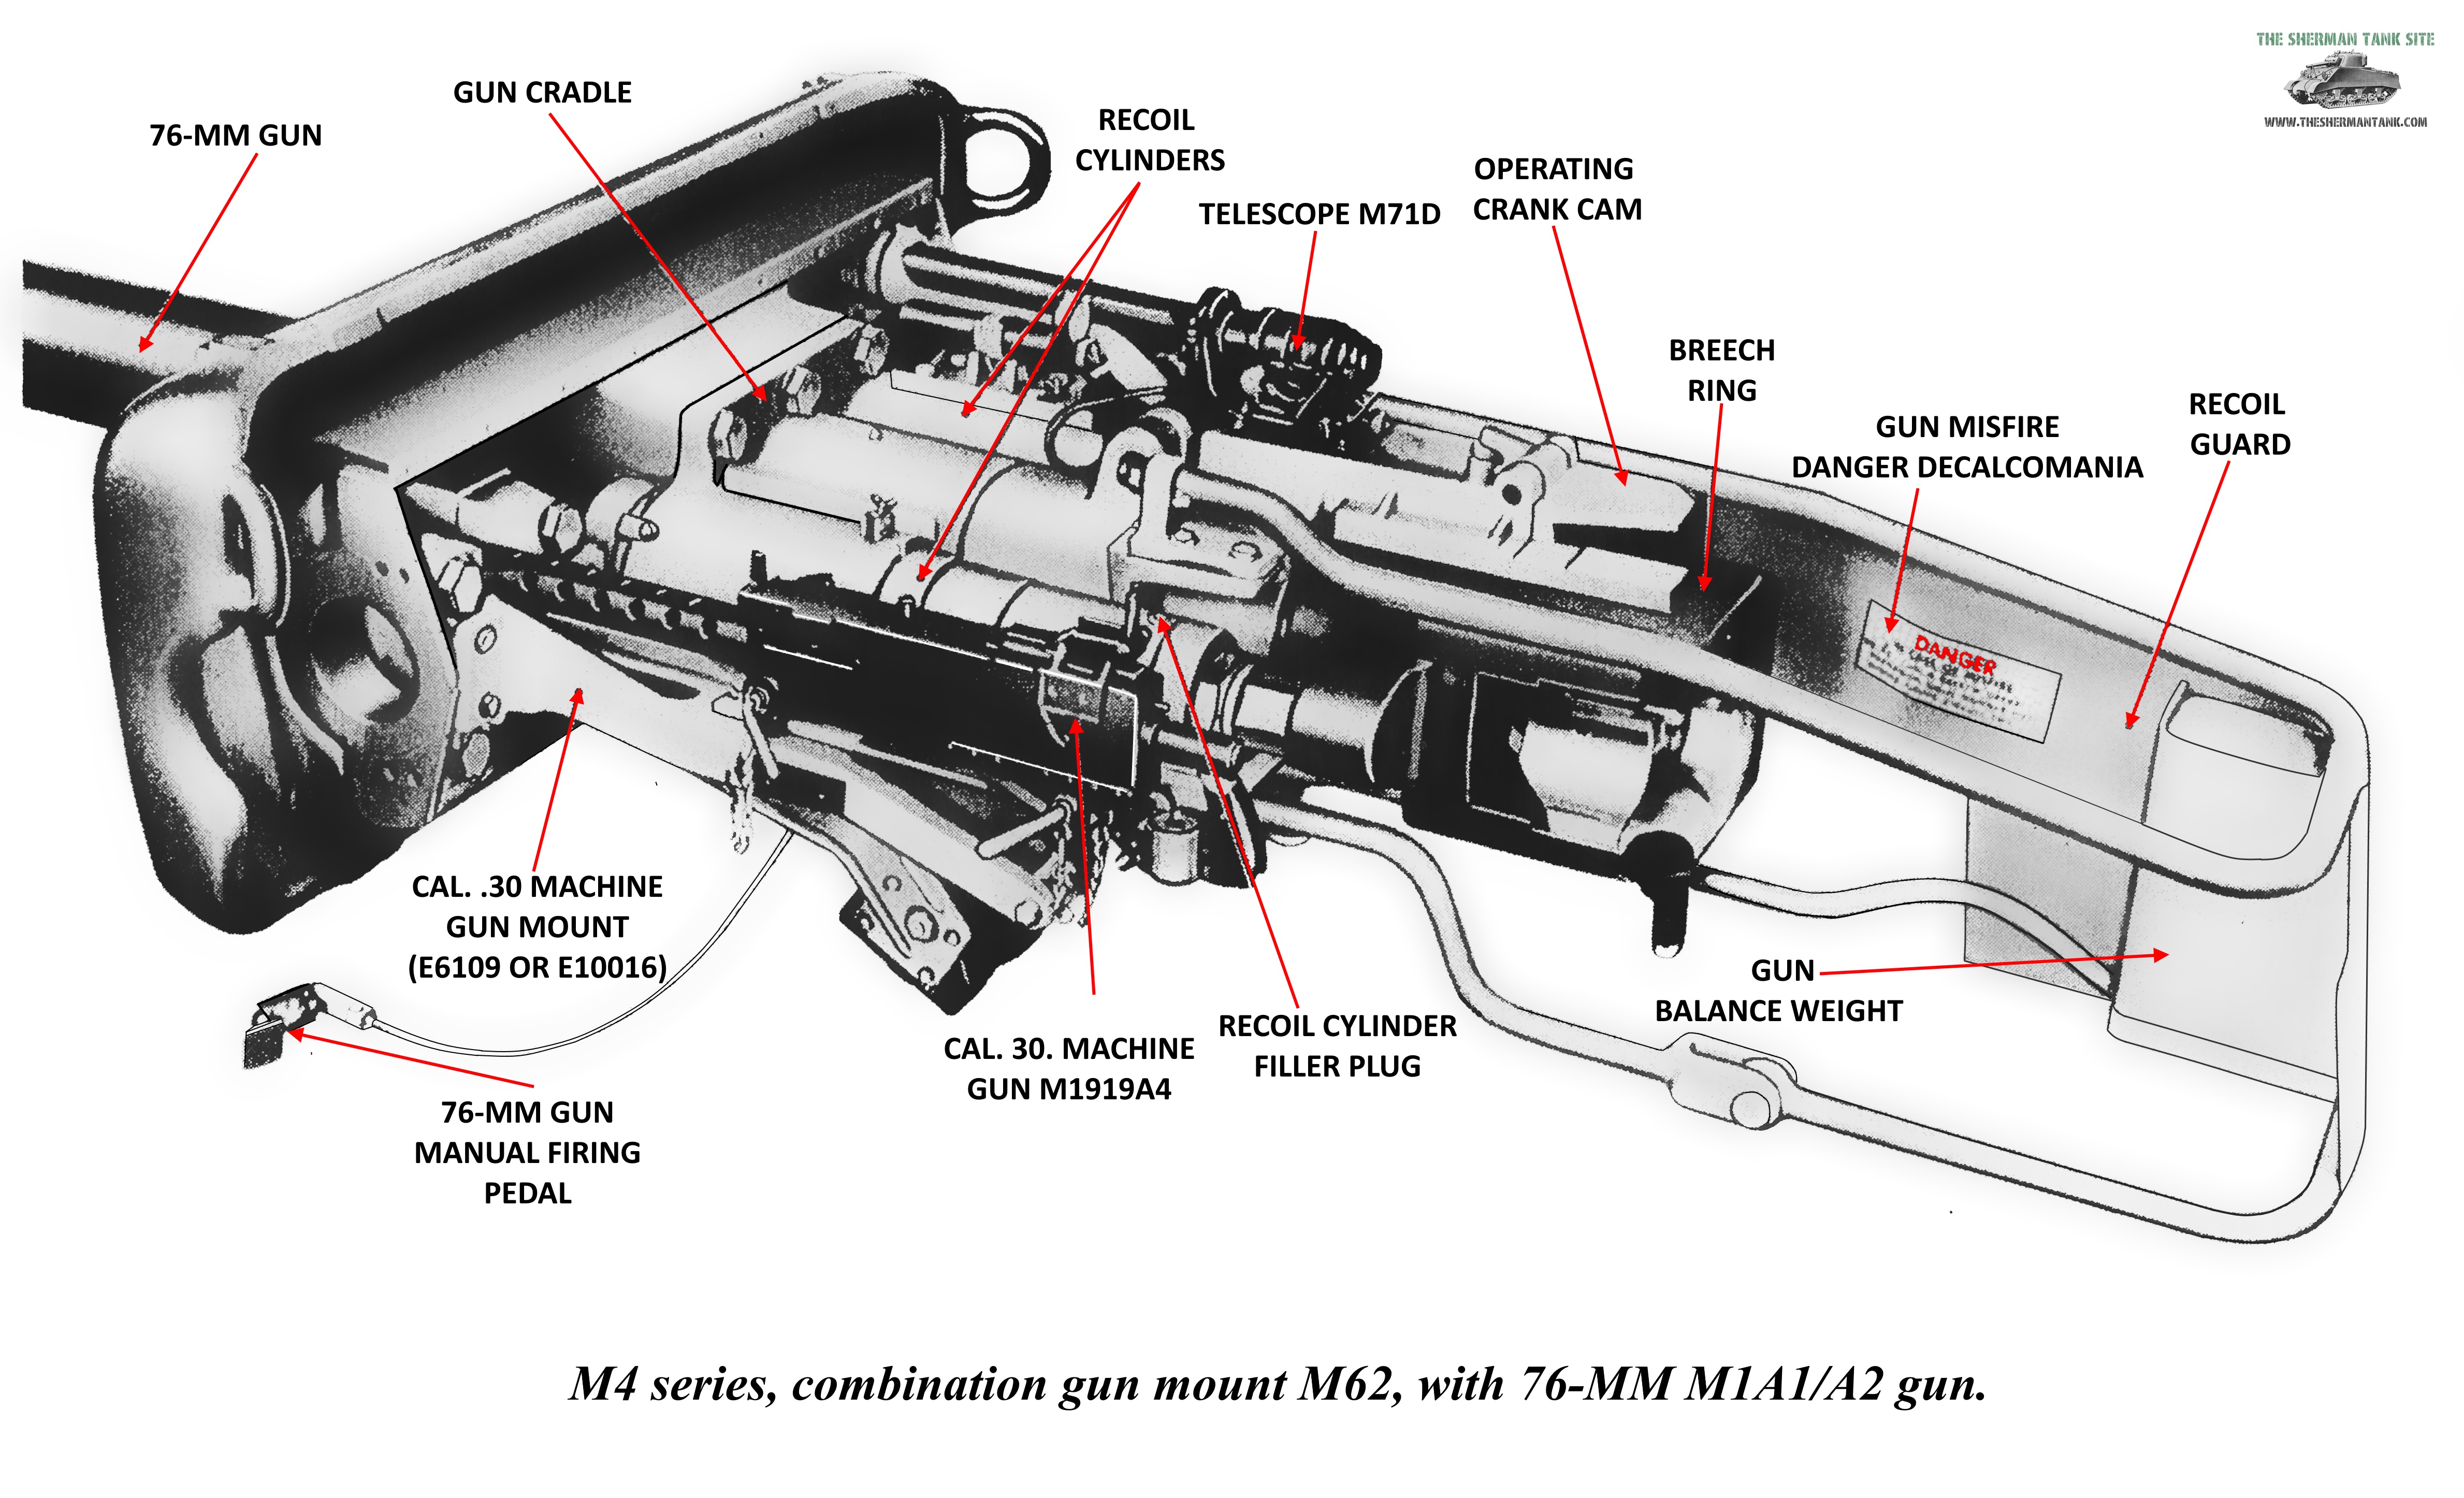 THE SHERMAN TANK SITE
WWW.THESHERMANTANK.COM
GUN CRADLE
76-MM GUN
RECOIL
CYLINDERS
TELESCOPE M71D
OPERATING
CRANK CAM
BREECH
RING
GUN MISFIRE
DANGER DECALCOMANIA
RECOIL
GUARD
DANGER
CAL. .30 MACHINE
GUN MOUNT
(E6109 OR E10016)
CAL. 30. MACHINE
GUN M1919A4
RECOIL CYLINDER
FILLER PLUG
GUN
BALANCE WEIGHT
76-MM GUN
MANUAL FIRING
PEDAL
M4 series, combination gun mount M62, with 76-MM M1A1/A2 gun.